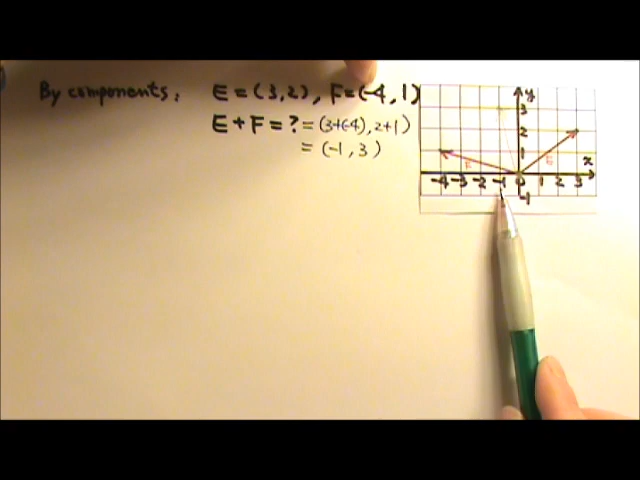 By components: E = (3, 2), F = (-4, 1)
E + F = ? = (3+(-4), 2+1)
= (-1, 3)
y
3
2
1
x
-4 -3 -2 -1 0 1 2 3
-1
F E